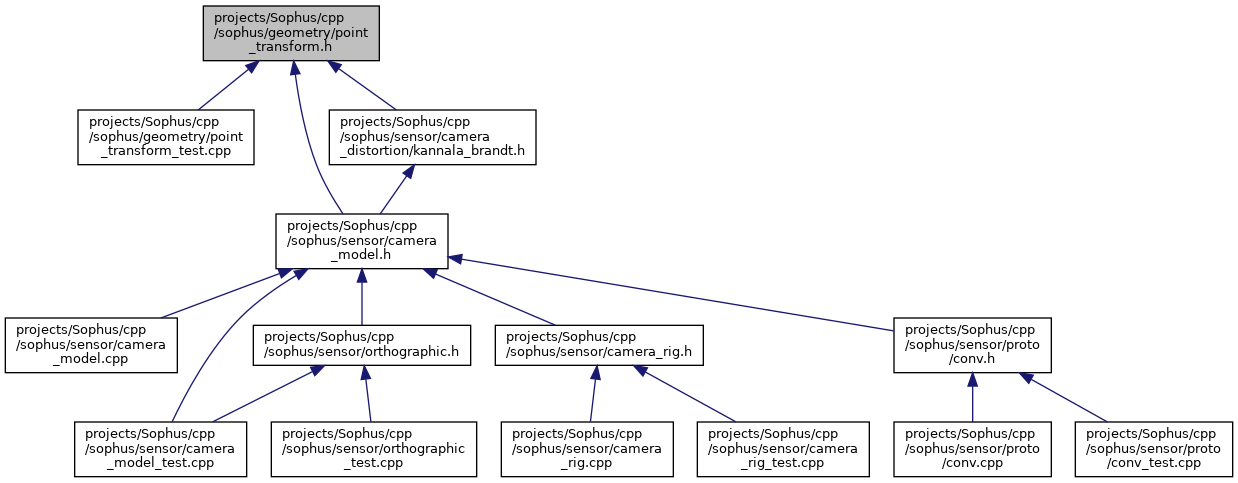 projects/Sophus/cpp
/sophus/geometry/point
_transform.h
projects/Sophus/cpp
/sophus/geometry/point
_transform_test.cpp
projects/Sophus/cpp
/sophus/sensor/camera
_distortion/kannala_brandt.h
projects/Sophus/cpp
/sophus/sensor/camera
_model.h
projects/Sophus/cpp
/sophus/sensor/camera
_model.cpp
projects/Sophus/cpp
/sophus/sensor/orthographic.h
projects/Sophus/cpp
/sophus/sensor/camera_rig.h
projects/Sophus/cpp
/sophus/sensor/proto
/conv.h
projects/Sophus/cpp
/sophus/sensor/camera
_model_test.cpp
projects/Sophus/cpp
/sophus/sensor/orthographic
_test.cpp
projects/Sophus/cpp
/sophus/sensor/camera
_rig.cpp
projects/Sophus/cpp
/sophus/sensor/camera
_rig_test.cpp
projects/Sophus/cpp
/sophus/sensor/proto
/conv.cpp
projects/Sophus/cpp
/sophus/sensor/proto
/conv_test.cpp